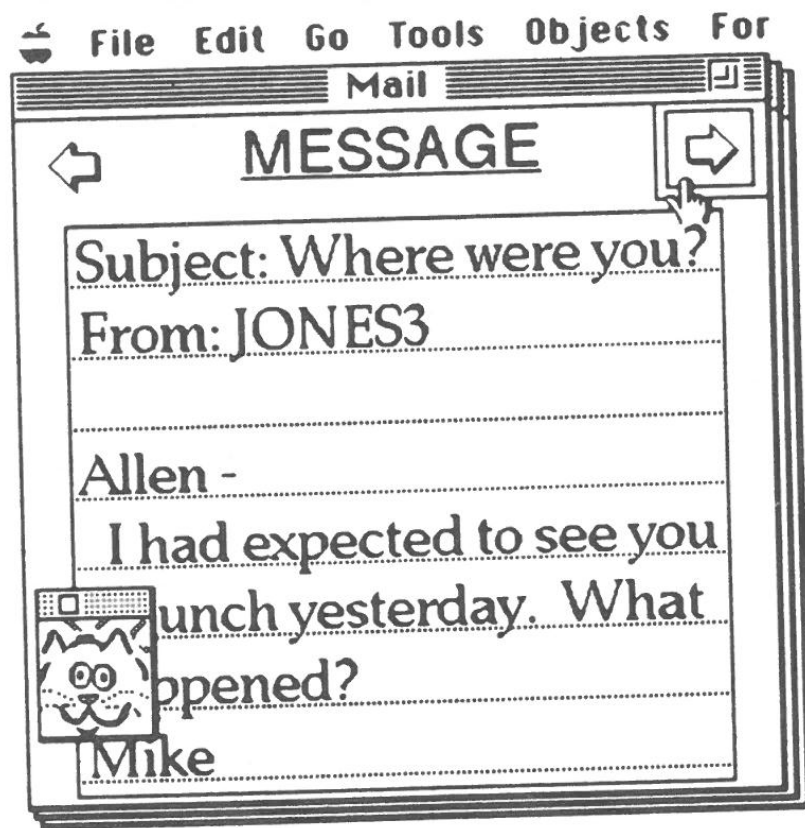 File Edit Go Tools Objects For
Mail
MESSAGE
Subject: Where were you?
From: JONES3
Allen -
I had expected to see you
unch yesterday. What
ppened?
Mike